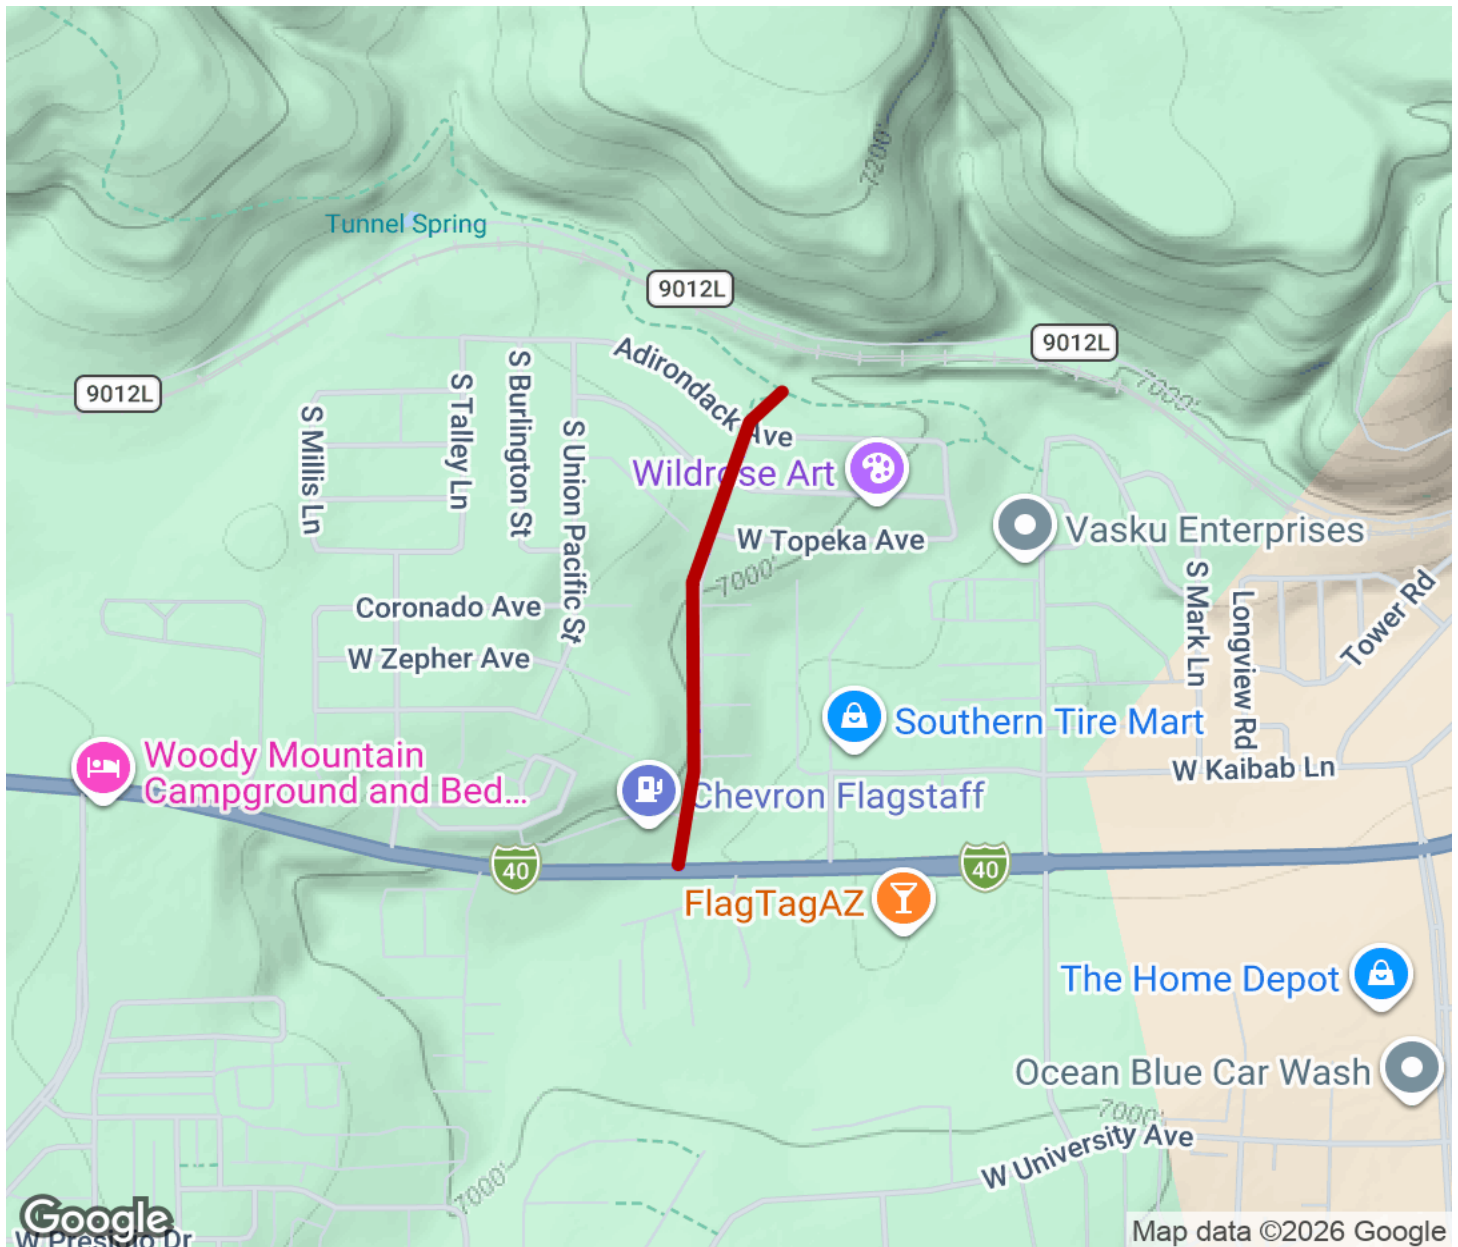 7200'
Tunnel Spring
9012L
9012L
9012L
7000'
Adirondack Ave
S Burlington St
S Talley Ln
S Millis Ln
S Union Pacific St
Wildrose Art
Vasku Enterprises
W Topeka Ave
7000'
S Mark Ln
Longview Rd
Tower Rd
Coronado Ave
W Zepher Ave
Southern Tire Mart
Woody Mountain
Campground and Bed...
W Kaibab Ln
Chevron Flagstaff
40
40
FlagTagAZ
The Home Depot
Ocean Blue Car Wash
7000'
W University Ave
7000'
Google
W Presidio Dr
Map data ©2026 Google